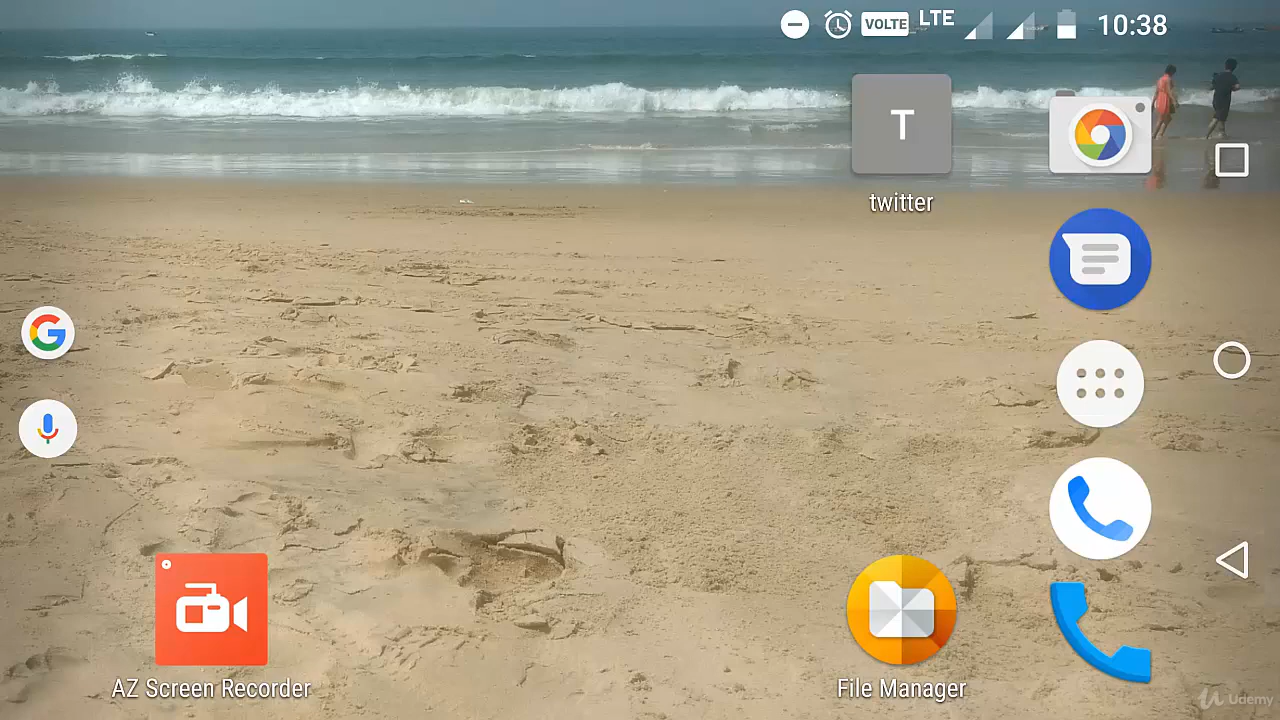 VOLTE LTE 10:38
T
twitter
AZ Screen Recorder
File Manager
Udemy